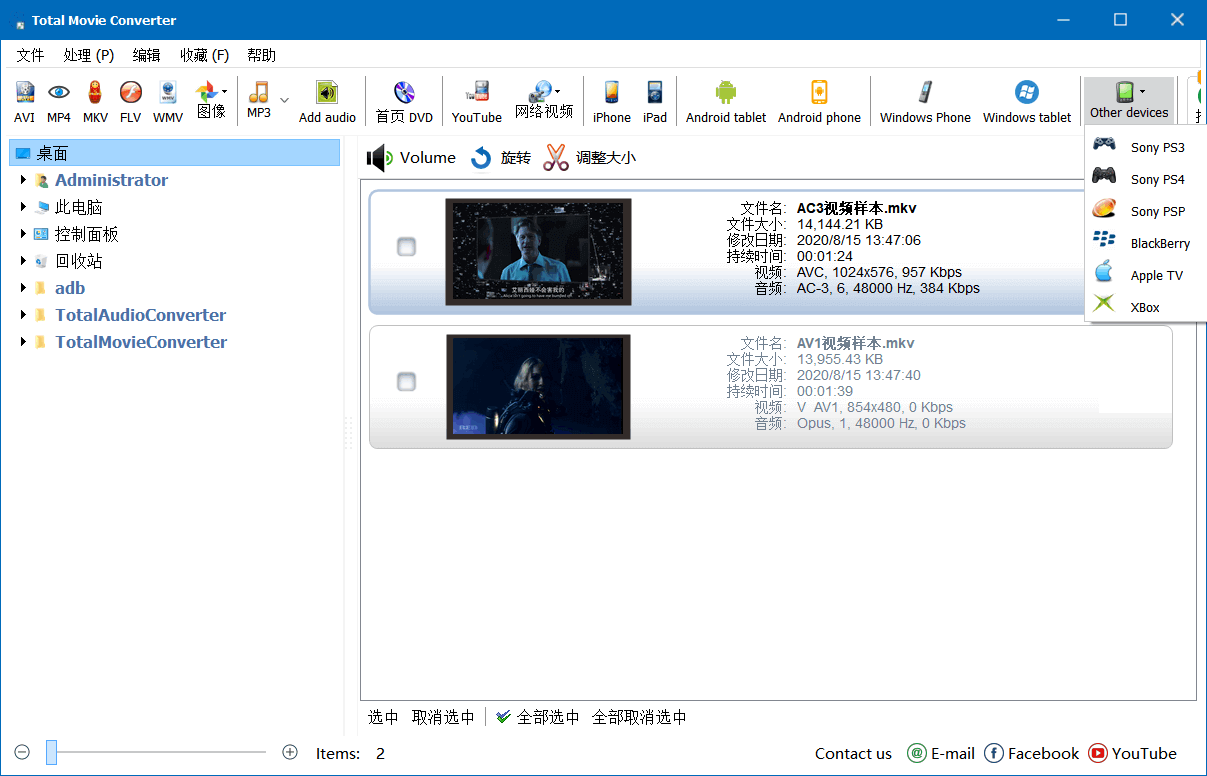 Total Movie Converter
文件 处理 (P) 编辑 收藏 (F) 帮助
AVI MP4 MKV FLV WMV 图像 MP3 Add audio 首页 DVD YouTube 网络视频 iPhone iPad Android tablet Android phone Windows Phone Windows tablet Other devices
桌面
Administrator
此电脑
控制面板
回收站
adb
TotalAudioConverter
TotalMovieConverter
Volume 旋转 调整大小
文件名: AC3视频样本.mkv
文件大小: 14,144.21 KB
修改日期: 2020/8/15 13:47:06
持续时间: 00:01:24
视频: AVC, 1024x576, 957 Kbps
音频: AC-3, 6, 48000 Hz, 384 Kbps
文件名: AV1视频样本.mkv
文件大小: 13,955.43 KB
修改日期: 2020/8/15 13:47:40
持续时间: 00:01:39
视频: V_AV1, 854x480, 0 Kbps
音频: Opus, 1, 48000 Hz, 0 Kbps
Sony PS3
Sony PS4
Sony PSP
BlackBerry
Apple TV
XBox
选中 取消选中 全部选中 全部取消选中
Items: 2
Contact us E-mail Facebook YouTube